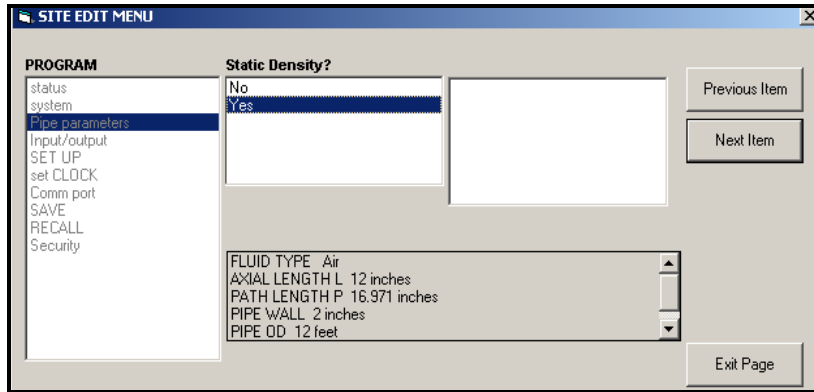 SITE EDIT MENU
PROGRAM
status
system
Pipe parameters
Input/output
SET UP
set CLOCK
Comm port
SAVE
RECALL
Security
Static Density?
No
Yes
FLUID TYPE Air
AXIAL LENGTH L 12 inches
PATH LENGTH P 16.971 inches
PIPE WALL 2 inches
PIPE OD 12 feet
Previous Item
Next Item
Exit Page